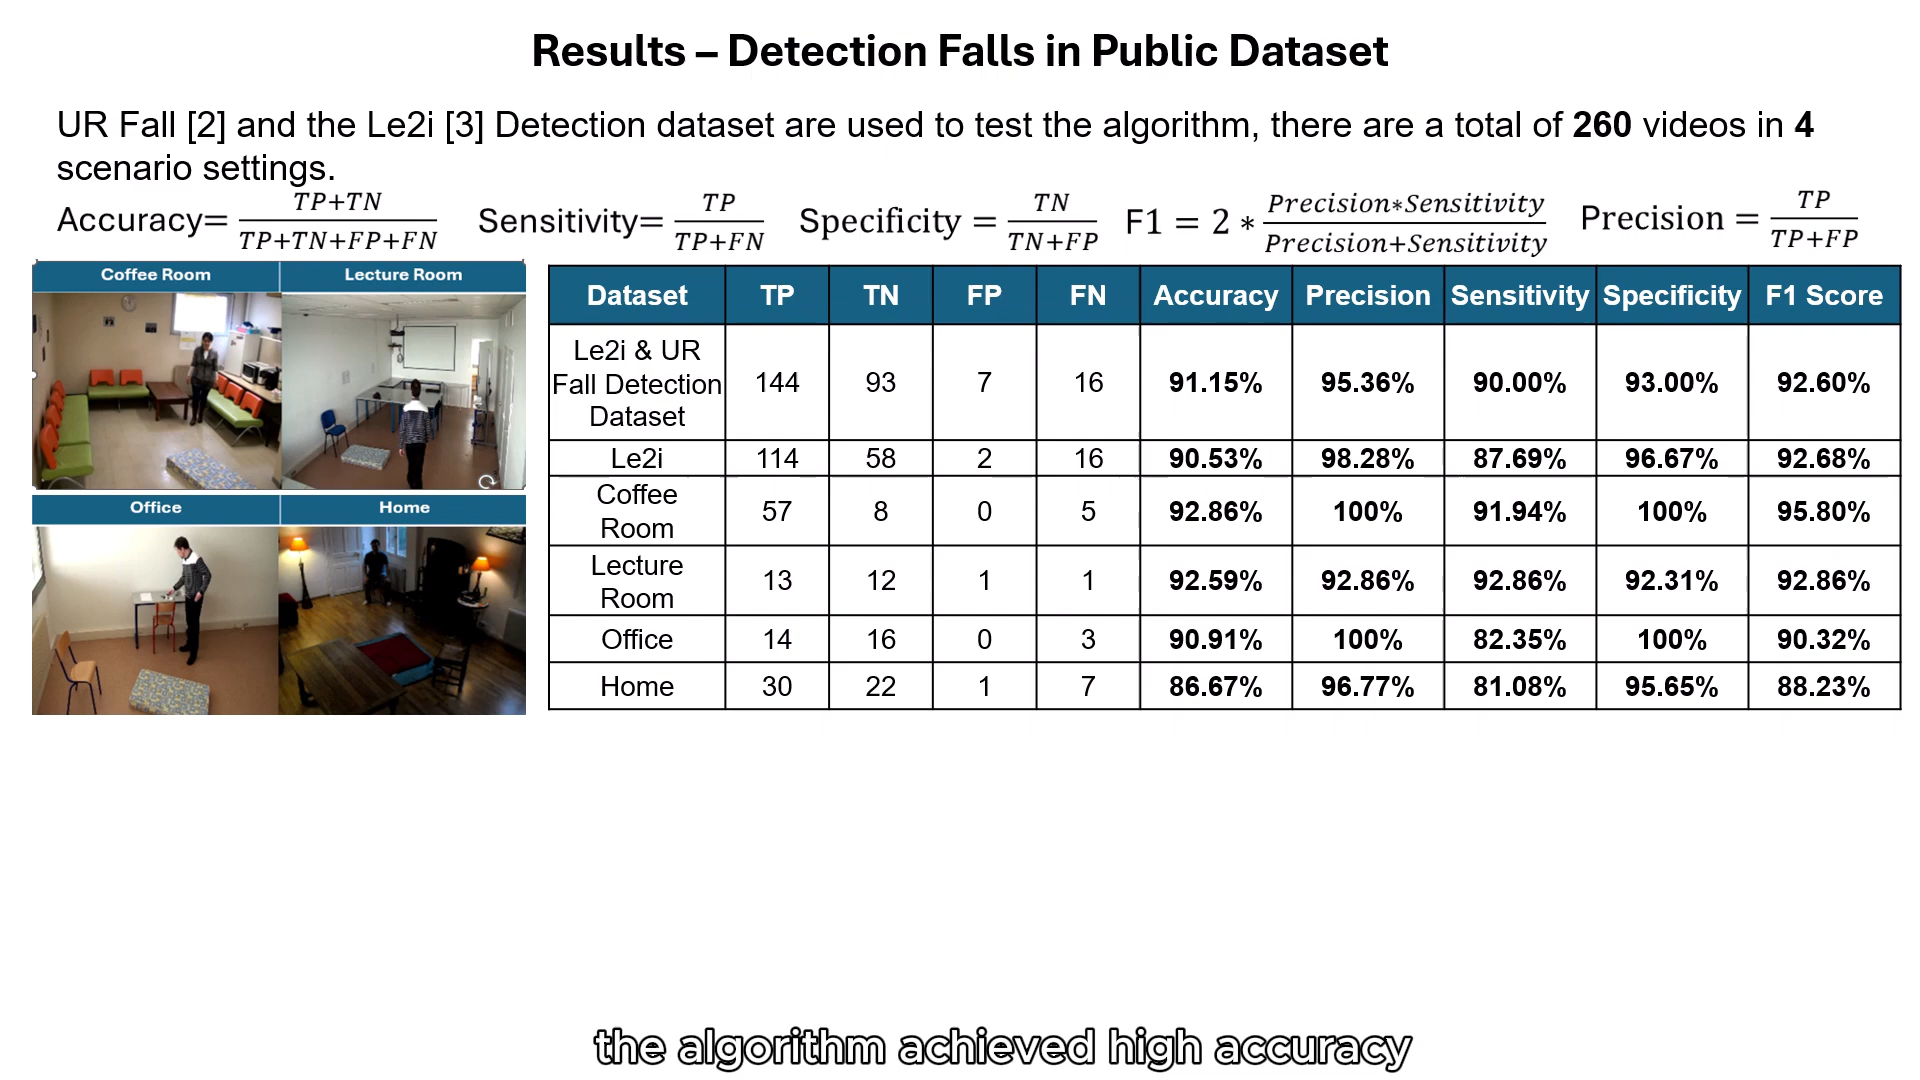 Results – Detection Falls in Public Dataset
UR Fall [2] and the Le2i [3] Detection dataset are used to test the algorithm, there are a total of 260 videos in 4
scenario settings.
Accuracy= TP+TN / TP+TN+FP+FN Sensitivity= TP / TP+FN Specificity = TN / TN+FP F1 = 2 * Precision*Sensitivity / Precision+Sensitivity Precision = TP / TP+FP
Coffee Room Lecture Room
Office Home
Dataset TP TN FP FN Accuracy Precision Sensitivity Specificity F1 Score
Le2i & UR
Fall Detection 144 93 7 16 91.15% 95.36% 90.00% 93.00% 92.60%
Dataset
Le2i 114 58 2 16 90.53% 98.28% 87.69% 96.67% 92.68%
Coffee
Room 57 8 0 5 92.86% 100% 91.94% 100% 95.80%
Lecture
Room 13 12 1 1 92.59% 92.86% 92.86% 92.31% 92.86%
Office 14 16 0 3 90.91% 100% 82.35% 100% 90.32%
Home 30 22 1 7 86.67% 96.77% 81.08% 95.65% 88.23%
the algorithm achieved high accuracy